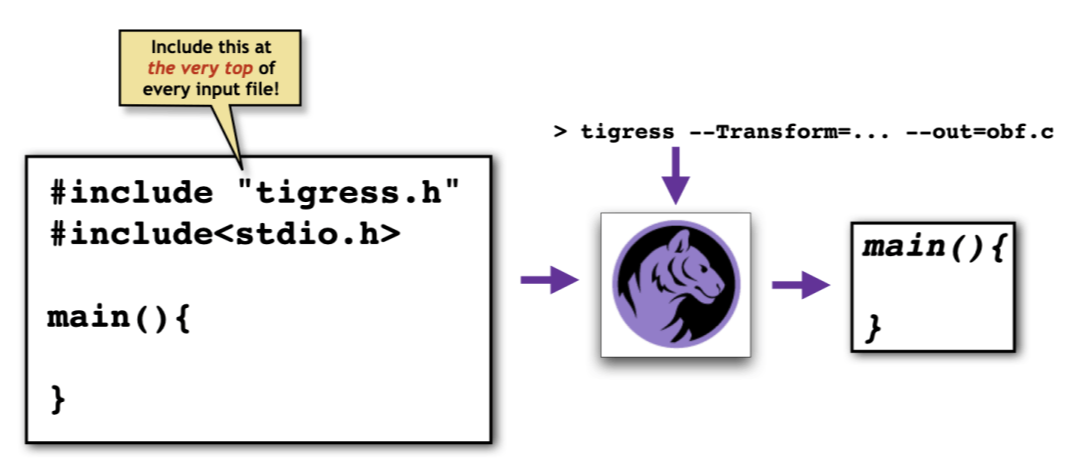 Include this at
the very top of
every input file!
> tigress --Transform=... --out=obf.c
#include "tigress.h"
#include<stdio.h>
main(){
}
main(){
}